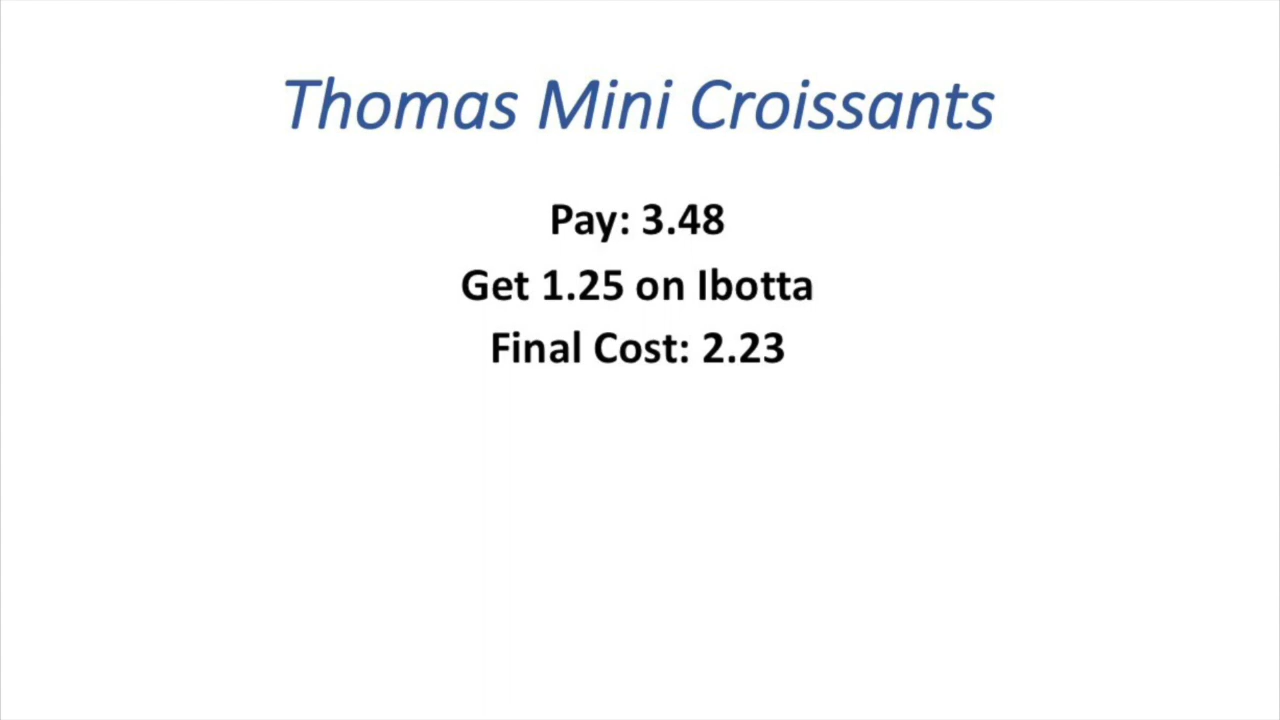 Thomas Mini Croissants
Pay: 3.48
Get 1.25 on Ibotta
Final Cost: 2.23